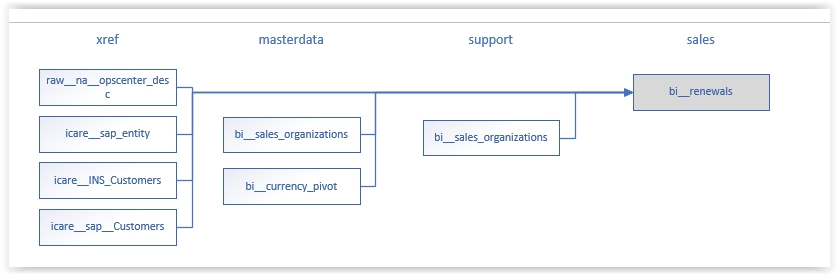 xref
masterdata
support
sales
raw__na__opscenter_des
c
icare__sap_entity
icare__INS_Customers
icare__sap__Customers
bi__sales_organizations
bi__currency_pivot
bi__sales_organizations
bi__renewals